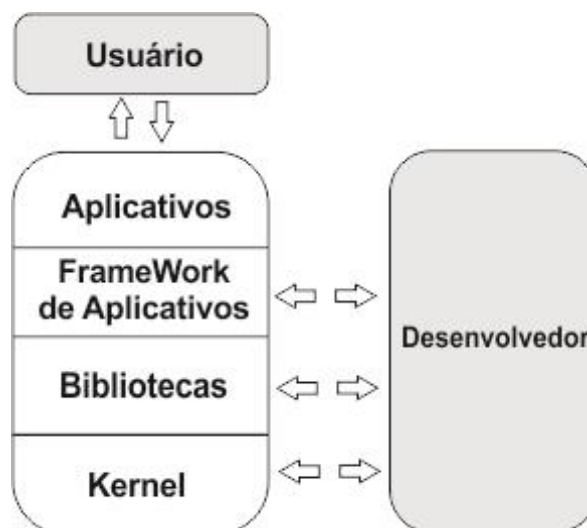 Usuário
Aplicativos
FrameWork
de Aplicativos
Bibliotecas
Kernel
Desenvolvedor